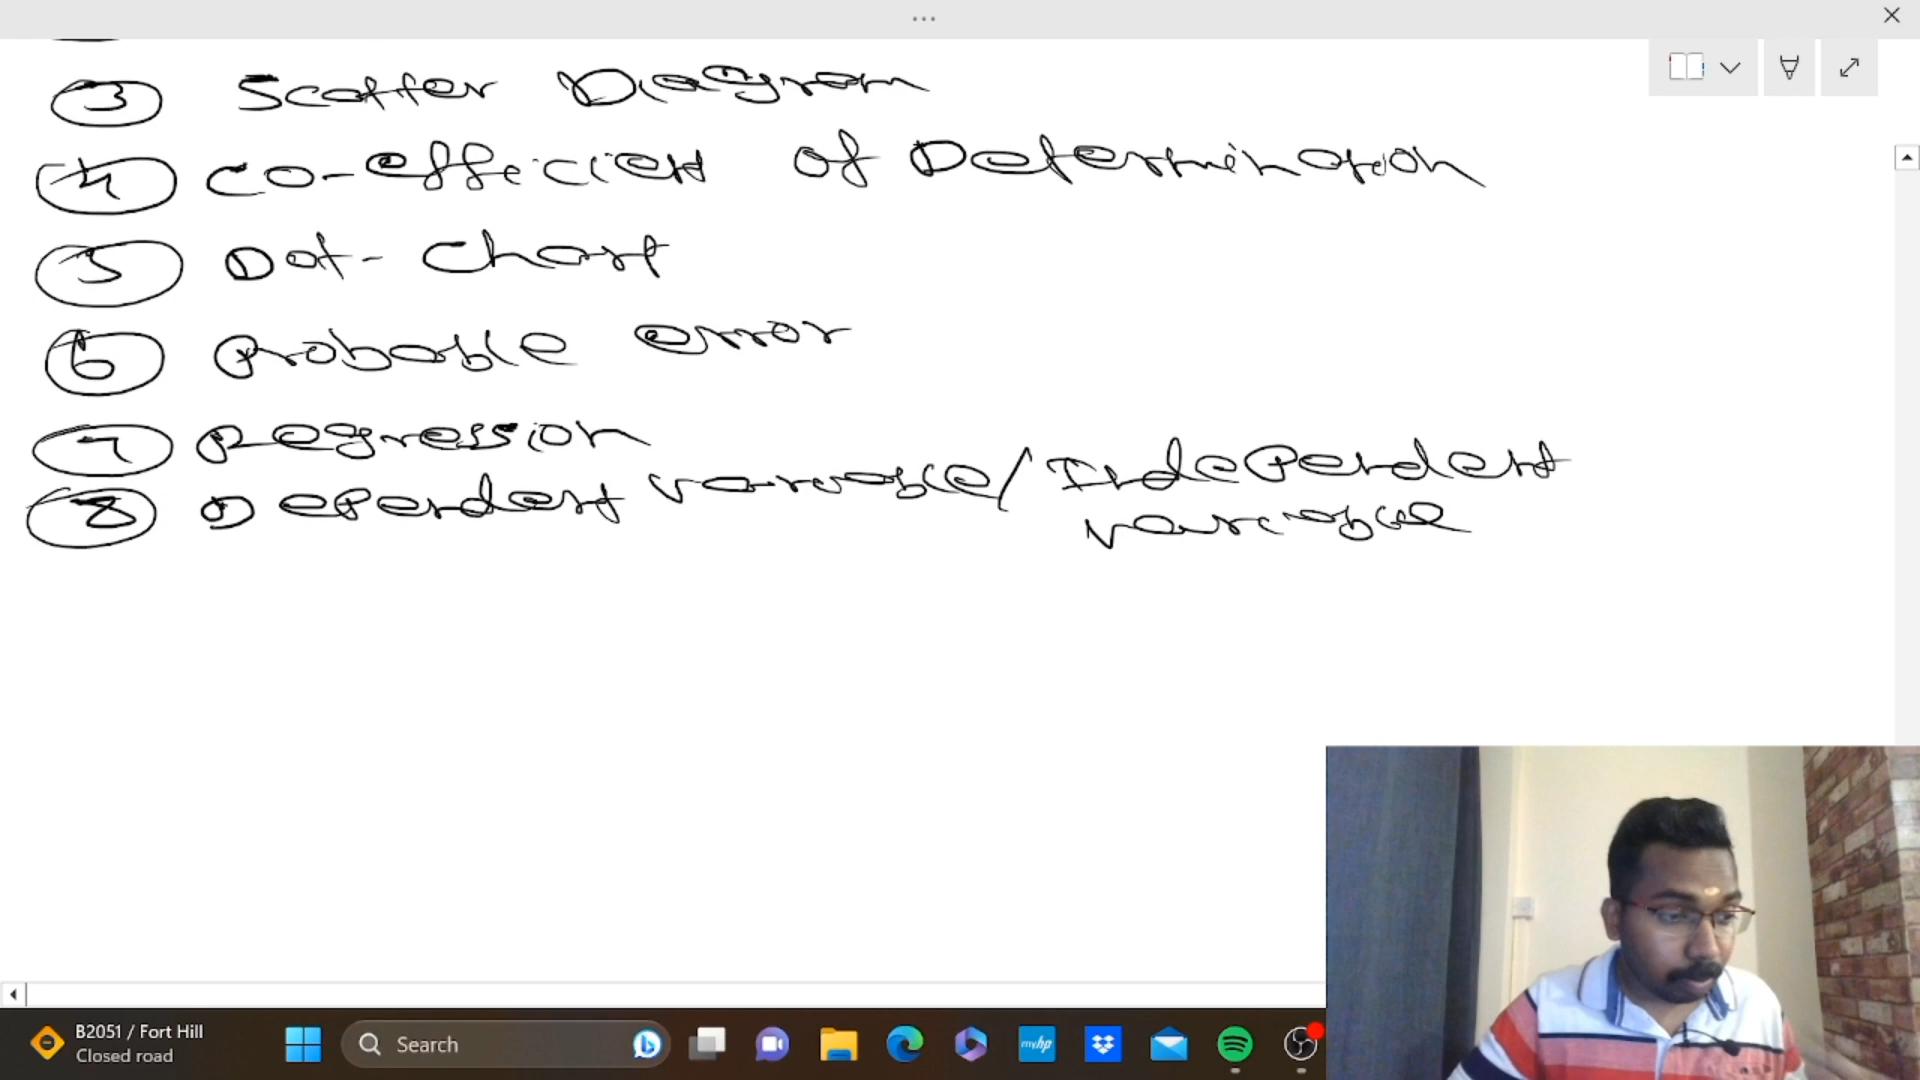 3 Scatter Diagram
4 Co-efficient of Determination
5 Dot-Chart
6 Probable error
7 Regression
8 Dependent variable/Independent
variable
B2051 / Fort Hill
Closed road
Search
myhp